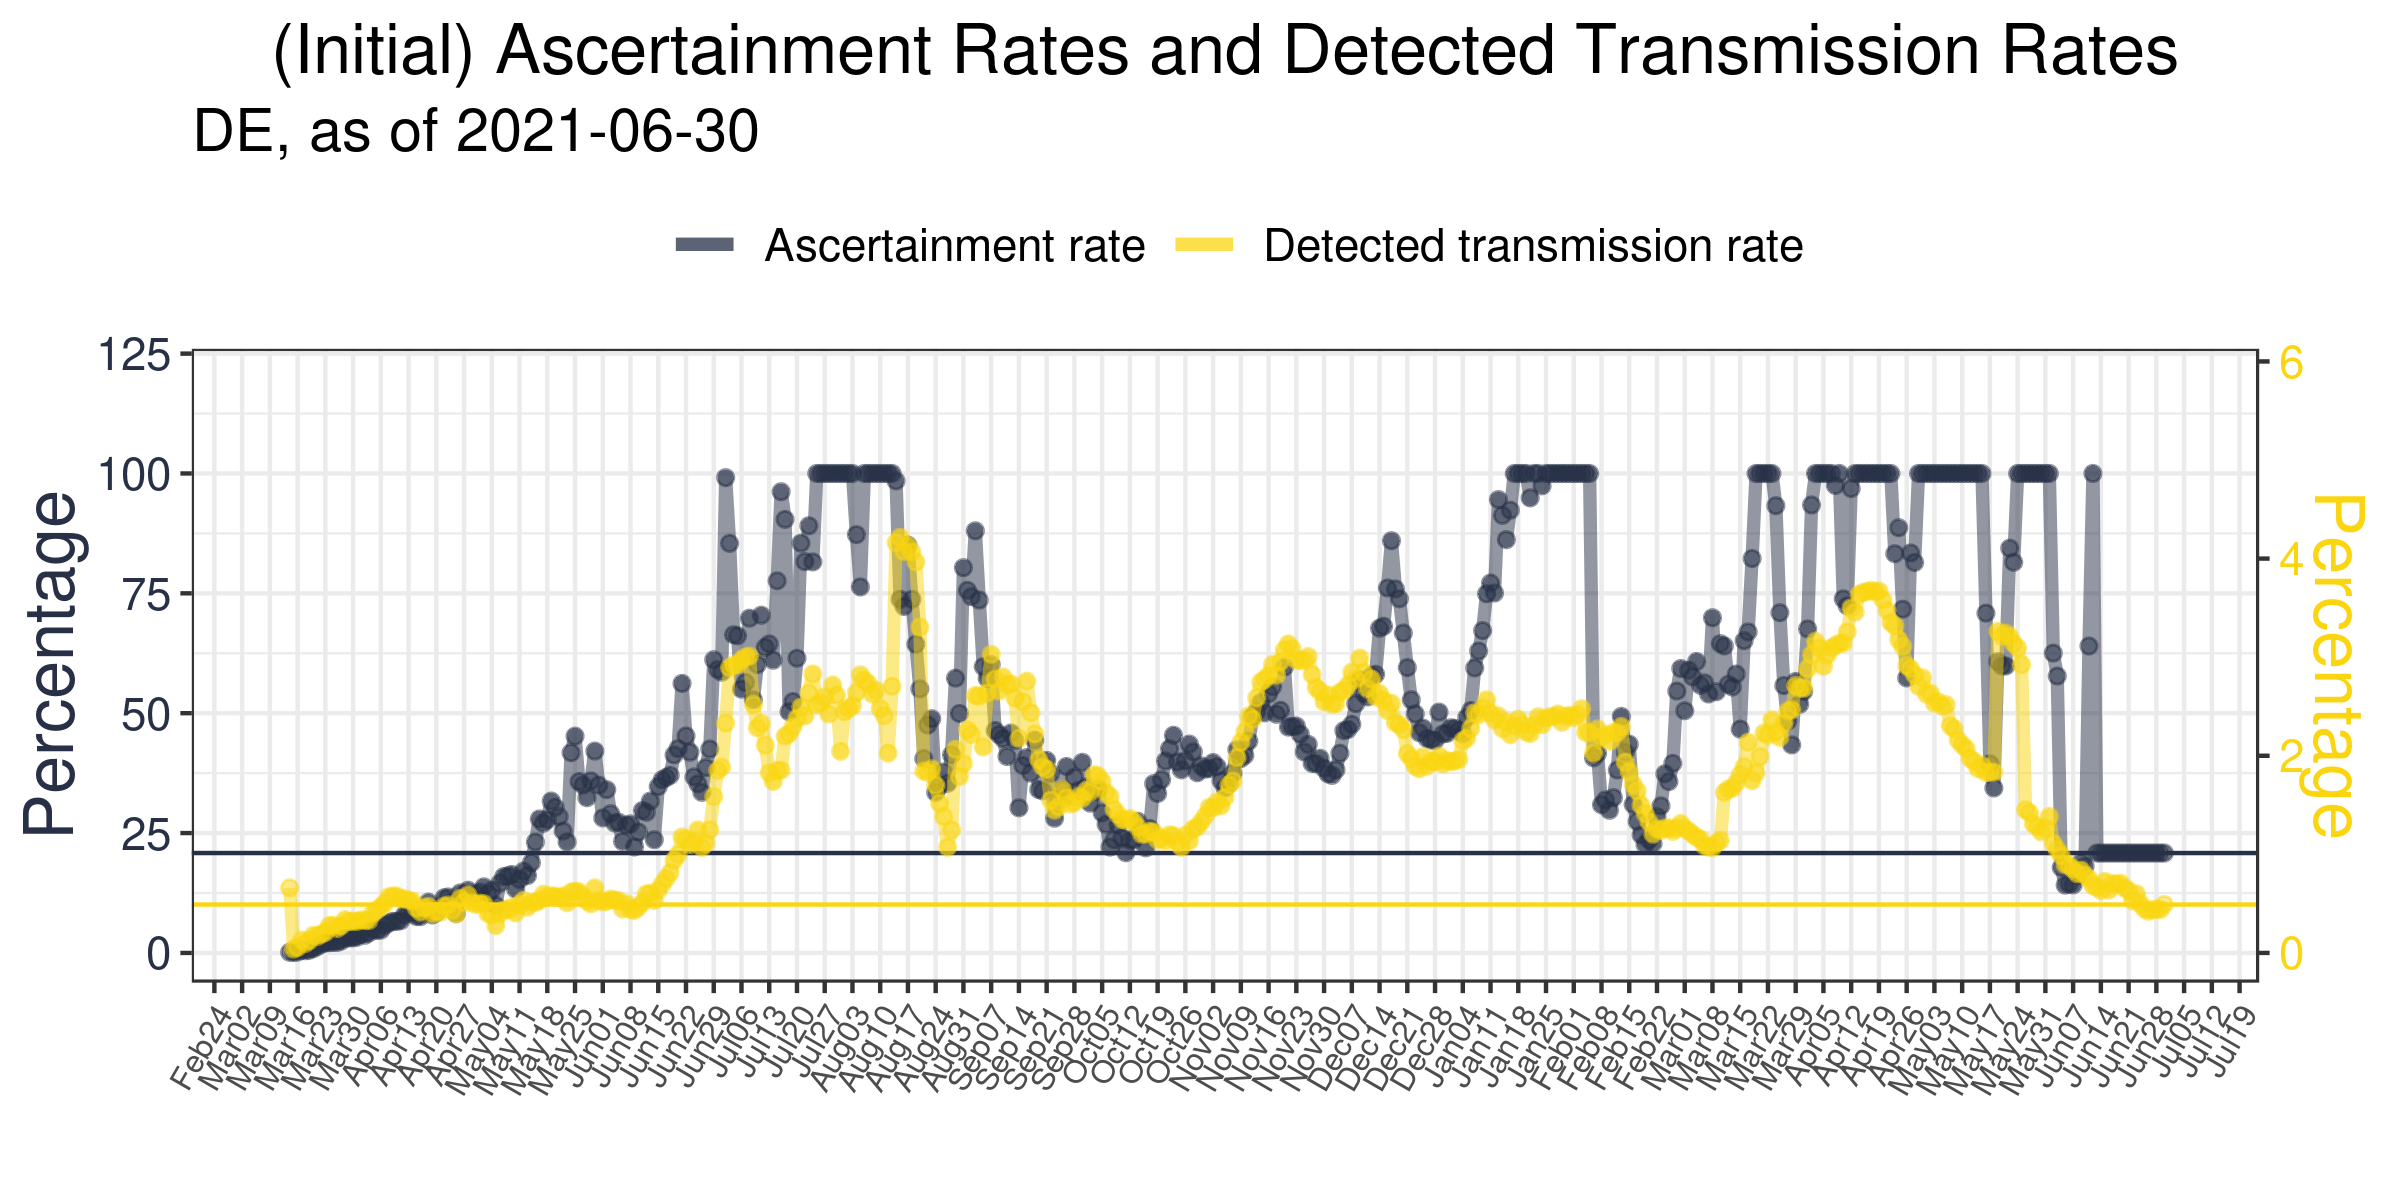 (Initial) Ascertainment Rates and Detected Transmission Rates
DE, as of 2021-06-30
Ascertainment rate
Detected transmission rate
125
100
75
50
25
0
Percentage
6
4
2
0
Percentage
Feb24
Mar02
Mar09
Mar16
Mar23
Mar30
Apr06
Apr13
Apr20
Apr27
May04
May11
May18
May25
Jun01
Jun08
Jun15
Jun22
Jun29
Jul06
Jul13
Jul20
Jul27
Aug03
Aug10
Aug17
Aug24
Aug31
Sep07
Sep14
Sep21
Sep28
Oct05
Oct12
Oct19
Oct26
Nov02
Nov09
Nov16
Nov23
Nov30
Dec07
Dec14
Dec21
Dec28
Jan04
Jan11
Jan18
Jan25
Feb01
Feb08
Feb15
Feb22
Mar01
Mar08
Mar15
Mar22
Mar29
Apr05
Apr12
Apr19
Apr26
May03
May10
May17
May24
May31
Jun07
Jun14
Jun21
Jun28
Jul05
Jul12
Jul19